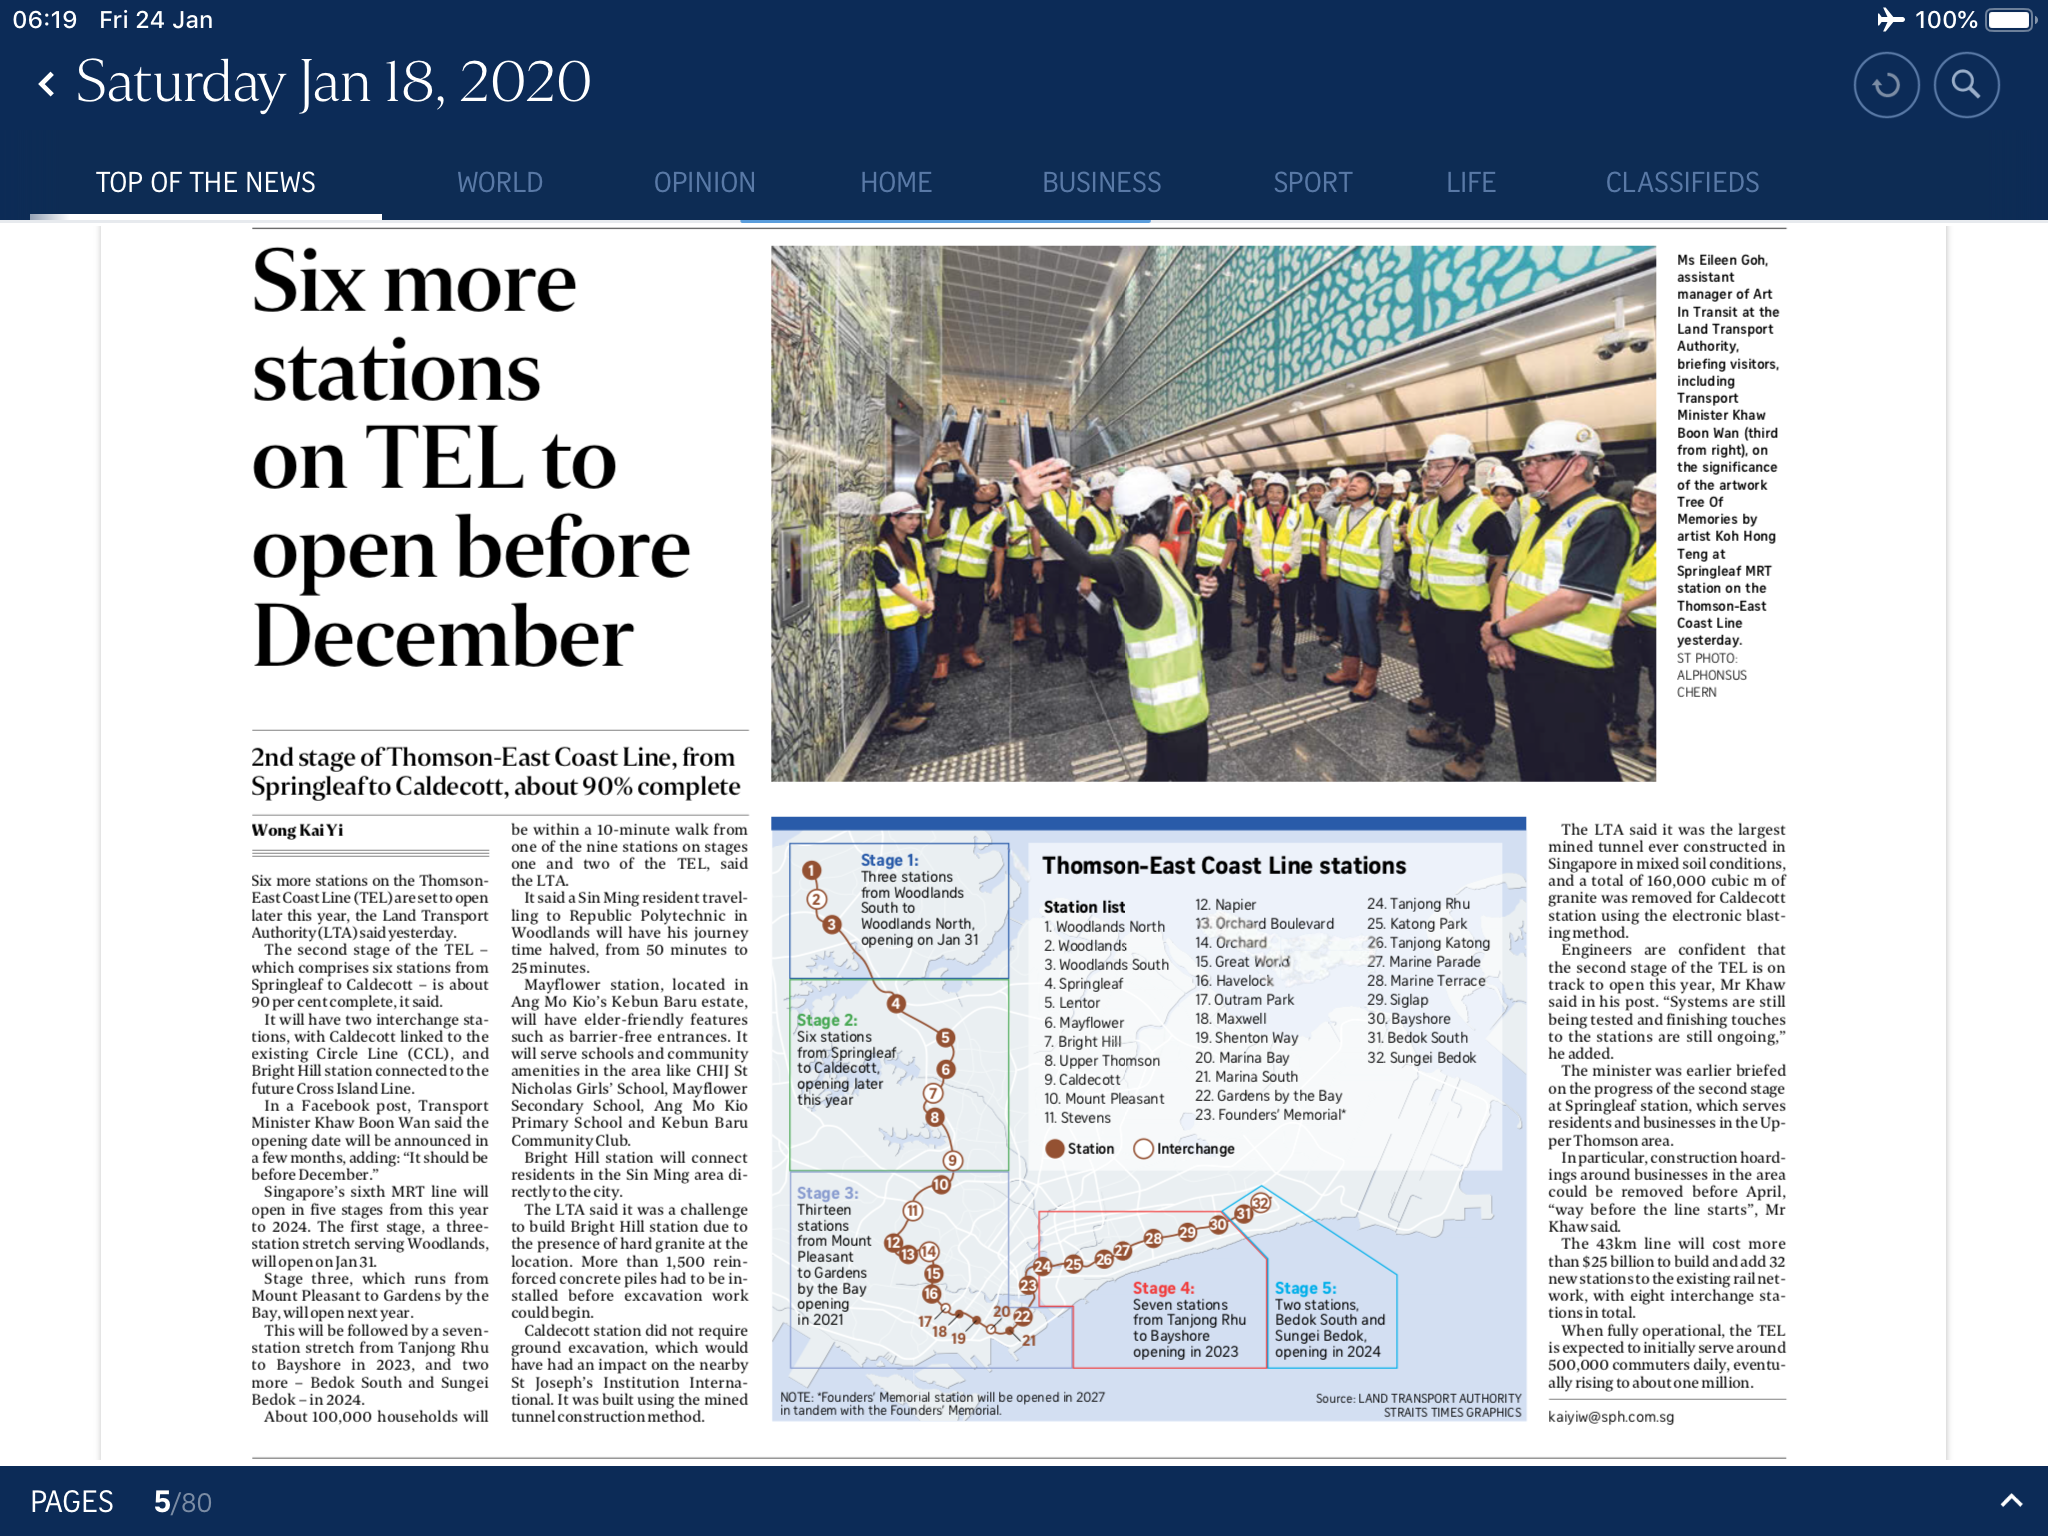 06:19 Fri 24 Jan
100%
Saturday Jan 18, 2020
TOP OF THE NEWS
WORLD
OPINION
HOME
BUSINESS
SPORT
LIFE
CLASSIFIEDS
Six more
stations
on TEL to
open before
December
2nd stage of Thomson-East Coast Line, from
Springleaf to Caldecott, about 90% complete
Wong Kai Yi
Six more stations on the Thomson-
East Coast Line (TEL) are set to open
later this year, the Land Transport
Authority (LTA) said yesterday.
The second stage of the TEL –
which comprises six stations from
Springleaf to Caldecott – is about
90 per cent complete, it said.
It will have two interchange sta-
tions, with Caldecott linked to the
existing Circle Line (CCL), and
Bright Hill station connected to the
future Cross Island Line.
In a Facebook post, Transport
Minister Khaw Boon Wan said the
opening date will be announced in
a few months, adding: “It should be
before December.”
Singapore’s sixth MRT line will
open in five stages from this year
to 2024. The first stage, a three-
station stretch serving Woodlands,
will open on Jan 31.
Stage three, which runs from
Mount Pleasant to Gardens by the
Bay, will open next year.
This will be followed by a seven-
station stretch from Tanjong Rhu
to Bayshore in 2023, and two
more – Bedok South and Sungei
Bedok – in 2024.
About 100,000 households will
be within a 10-minute walk from
one of the nine stations on stages
one and two of the TEL, said
the LTA.
It said a Sin Ming resident travel-
ling to Republic Polytechnic in
Woodlands will have his journey
time halved, from 50 minutes to
25 minutes.
Mayflower station, located in
Ang Mo Kio’s Kebun Baru estate,
will have elder-friendly features
such as barrier-free entrances. It
will serve schools and community
amenities in the area like CHIJ St
Nicholas Girls’ School, Mayflower
Secondary School, Ang Mo Kio
Primary School and Kebun Baru
Community Club.
Bright Hill station will connect
residents in the Sin Ming area di-
rectly to the city.
The LTA said it was a challenge
to build Bright Hill station due to
the presence of hard granite at the
location. More than 1,500 rein-
forced concrete piles had to be in-
stalled before excavation work
could begin.
Caldecott station did not require
ground excavation, which would
have had an impact on the nearby
St Joseph’s Institution Interna-
tional. It was built using the mined
tunnel construction method.
Ms Eileen Goh,
assistant
manager of Art
In Transit at the
Land Transport
Authority,
briefing visitors,
including
Transport
Minister Khaw
Boon Wan (third
from right), on
the significance
of the artwork
Tree Of
Memories by
artist Koh Hong
Teng at
Springleaf MRT
station on the
Thomson-East
Coast Line
yesterday.
ST PHOTO:
ALPHONSUS
CHERN
Thomson-East Coast Line stations
Station list
1. Woodlands North
2. Woodlands
3. Woodlands South
4. Springleaf
5. Lentor
6. Mayflower
7. Bright Hill
8. Upper Thomson
9. Caldecott
10. Mount Pleasant
11. Stevens
12. Napier
13. Orchard Boulevard
14. Orchard
15. Great World
16. Havelock
17. Outram Park
18. Maxwell
19. Shenton Way
20. Marina Bay
21. Marina South
22. Gardens by the Bay
23. Founders’ Memorial*
24. Tanjong Rhu
25. Katong Park
26. Tanjong Katong
27. Marine Parade
28. Marine Terrace
29. Siglap
30. Bayshore
31. Bedok South
32. Sungei Bedok
Station
Interchange
Stage 1:
Three stations
from Woodlands
South to
Woodlands North,
opening on Jan 31
Stage 2:
Six stations
from Springleaf
to Caldecott,
opening later
this year
Stage 3:
Thirteen
stations
from Mount
Pleasant
to Gardens
by the Bay
opening
in 2021
Stage 4:
Seven stations
from Tanjong Rhu
to Bayshore
opening in 2023
Stage 5:
Two stations,
Bedok South and
Sungei Bedok,
opening in 2024
1
2
3
4
5
6
7
8
9
10
11
12
13
14
15
16
17
18
19
20
21
22
23
24
25
26
27
28
29
30
31
32
NOTE: *Founders’ Memorial station will be opened in 2027
in tandem with the Founders’ Memorial.
Source: LAND TRANSPORT AUTHORITY
STRAITS TIMES GRAPHICS
The LTA said it was the largest
mined tunnel ever constructed in
Singapore in mixed soil conditions,
and a total of 160,000 cubic m of
granite was removed for Caldecott
station using the electronic blast-
ing method.
Engineers are confident that
the second stage of the TEL is on
track to open this year, Mr Khaw
said in his post. “Systems are still
being tested and finishing touches
to the stations are still ongoing,”
he added.
The minister was earlier briefed
on the progress of the second stage
at Springleaf station, which serves
residents and businesses in the Up-
per Thomson area.
In particular, construction hoard-
ings around businesses in the area
could be removed before April,
“way before the line starts”, Mr
Khaw said.
The 43km line will cost more
than $25 billion to build and add 32
new stations to the existing rail net-
work, with eight interchange sta-
tions in total.
When fully operational, the TEL
is expected to initially serve around
500,000 commuters daily, eventu-
ally rising to about one million.
kaiyiw@sph.com.sg
PAGES 5/80